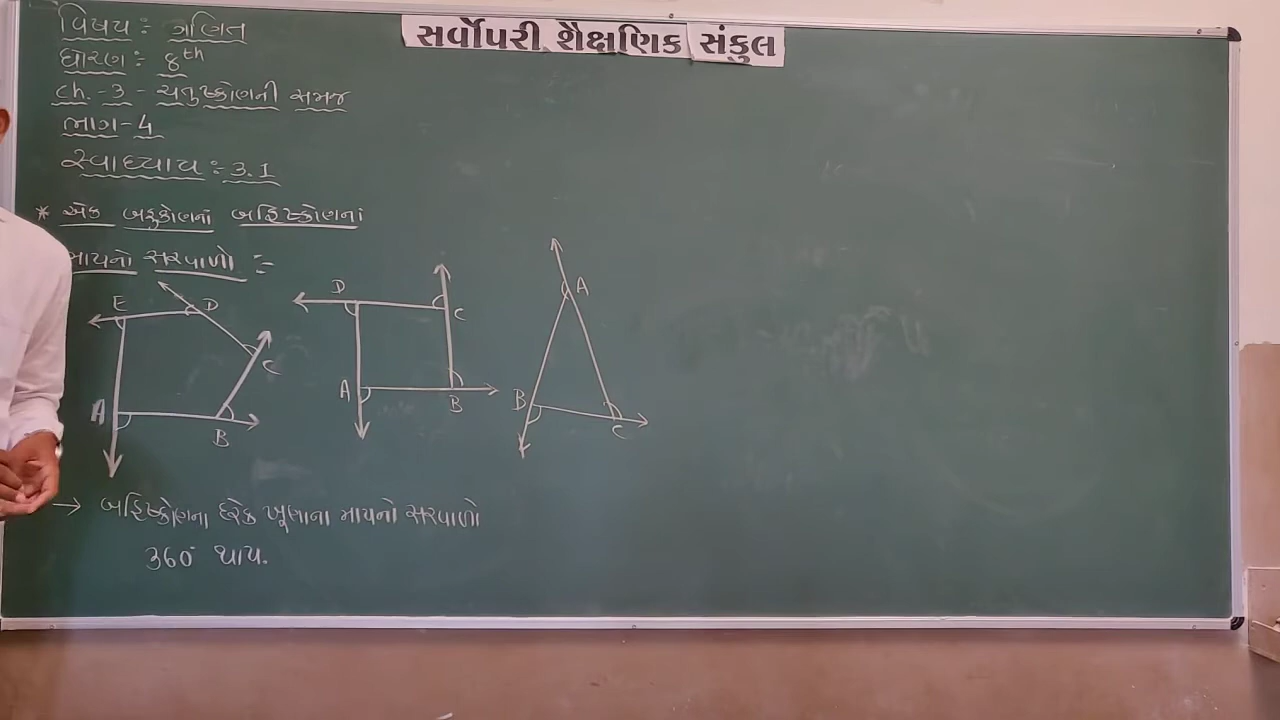 સર્વોપરી શૈક્ષણિક સંકુલ
વિષય : ગણિત
ધોરણ : 8th
ch. - 3 - ચતુષ્કોણની સમજ
ભાગ - 4
સ્વાધ્યાય : 3.1
* એક બહુકોણનાં બહિષ્કોણનાં
માપનો સરવાળો :-
E D C A B
D C A B
A B C
→ બહિષ્કોણના દરેક ખૂણાના માપનો સરવાળો
360° થાય.